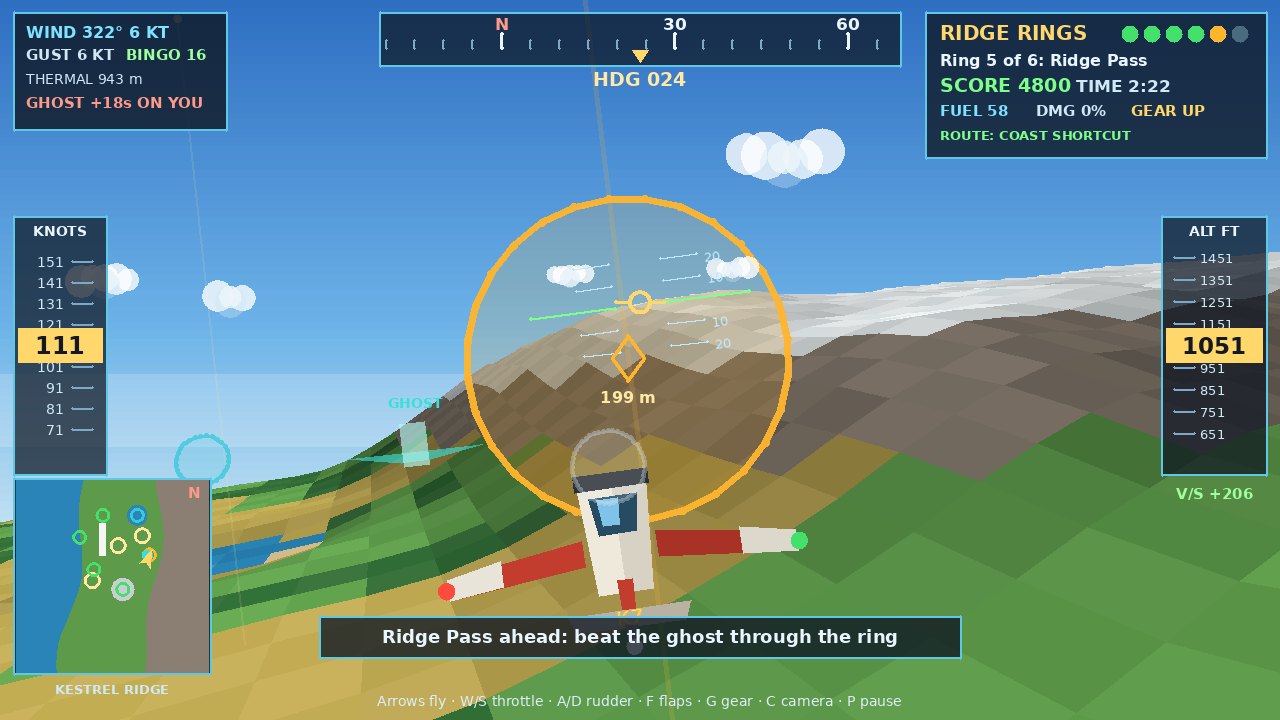 WIND 322° 6 KT
GUST 6 KT BINGO 16
THERMAL 943 m
GHOST +18s ON YOU
N 30 60
HDG 024
RIDGE RINGS
Ring 5 of 6: Ridge Pass
SCORE 4800 TIME 2:22
FUEL 58 DMG 0% GEAR UP
ROUTE: COAST SHORTCUT
KNOTS
151
141
131
121
111
101
91
81
71
20
10
10
20
199 m
GHOST
ALT FT
1451
1351
1251
1151
1051
951
851
751
651
V/S +206
N
KESTREL RIDGE
Ridge Pass ahead: beat the ghost through the ring
Arrows fly · W/S throttle · A/D rudder · F flaps · G gear · C camera · P pause